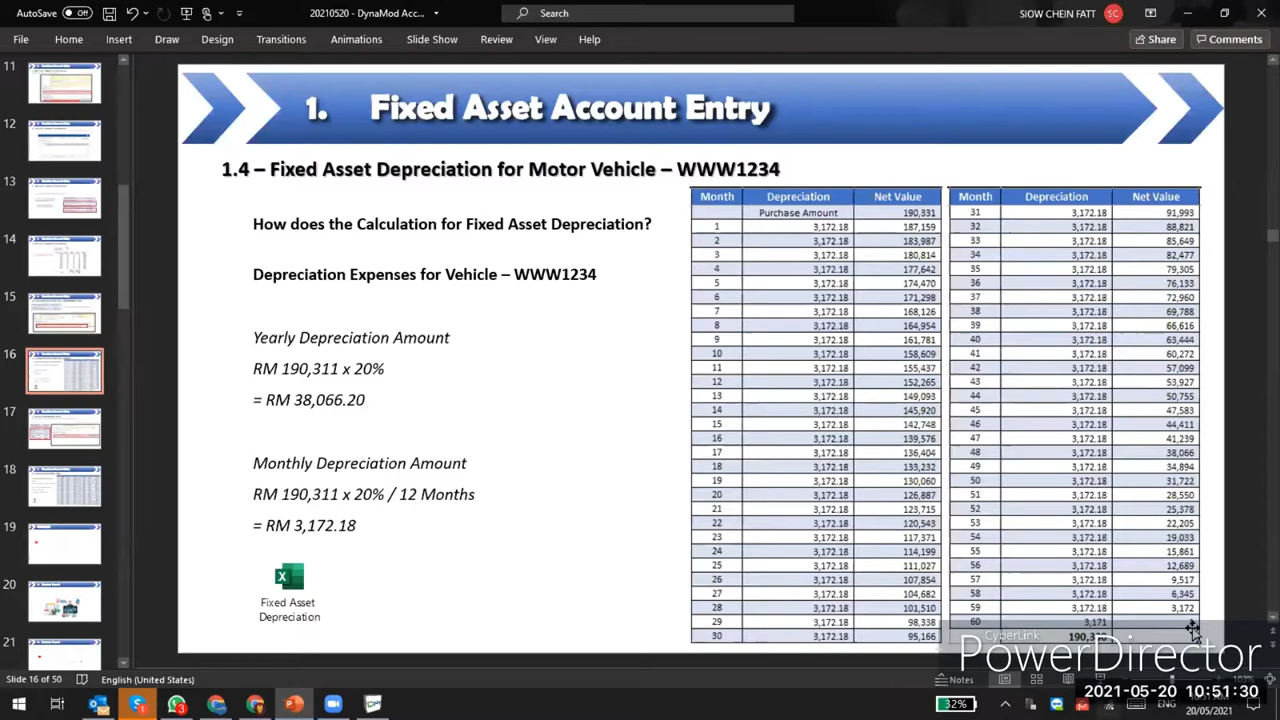 AutoSave Off 20210520 - DynaMod Acc... Search SIOW CHEIN FATT SC
File Home Insert Draw Design Transitions Animations Slide Show Review View Help Share Comments
11
12
13
14
15
16
17
18
19
20
21
1. Fixed Asset Account Entry
1.4 – Fixed Asset Depreciation for Motor Vehicle – WWW1234
How does the Calculation for Fixed Asset Depreciation?
Depreciation Expenses for Vehicle – WWW1234
Yearly Depreciation Amount
RM 190,311 x 20%
= RM 38,066.20
Monthly Depreciation Amount
RM 190,311 x 20% / 12 Months
= RM 3,172.18
Fixed Asset
Depreciation
Month Depreciation Net Value
Purchase Amount 190,331
1 3,172.18 187,159
2 3,172.18 183,987
3 3,172.18 180,814
4 3,172.18 177,642
5 3,172.18 174,470
6 3,172.18 171,298
7 3,172.18 168,126
8 3,172.18 164,954
9 3,172.18 161,781
10 3,172.18 158,609
11 3,172.18 155,437
12 3,172.18 152,265
13 3,172.18 149,093
14 3,172.18 145,920
15 3,172.18 142,748
16 3,172.18 139,576
17 3,172.18 136,404
18 3,172.18 133,232
19 3,172.18 130,060
20 3,172.18 126,887
21 3,172.18 123,715
22 3,172.18 120,543
23 3,172.18 117,371
24 3,172.18 114,199
25 3,172.18 111,027
26 3,172.18 107,854
27 3,172.18 104,682
28 3,172.18 101,510
29 3,172.18 98,338
30 3,172.18 95,166
Month Depreciation Net Value
31 3,172.18 91,993
32 3,172.18 88,821
33 3,172.18 85,649
34 3,172.18 82,477
35 3,172.18 79,305
36 3,172.18 76,133
37 3,172.18 72,960
38 3,172.18 69,788
39 3,172.18 66,616
40 3,172.18 63,444
41 3,172.18 60,272
42 3,172.18 57,099
43 3,172.18 53,927
44 3,172.18 50,755
45 3,172.18 47,583
46 3,172.18 44,411
47 3,172.18 41,239
48 3,172.18 38,066
49 3,172.18 34,894
50 3,172.18 31,722
51 3,172.18 28,550
52 3,172.18 25,378
53 3,172.18 22,205
54 3,172.18 19,033
55 3,172.18 15,861
56 3,172.18 12,689
57 3,172.18 9,517
58 3,172.18 6,345
59 3,172.18 3,172
60 3,171
CyberLink
PowerDirector
Slide 16 of 50 English (United States) Notes 103%
2021-05-20 10:51:30
32% ENG 20/05/2021